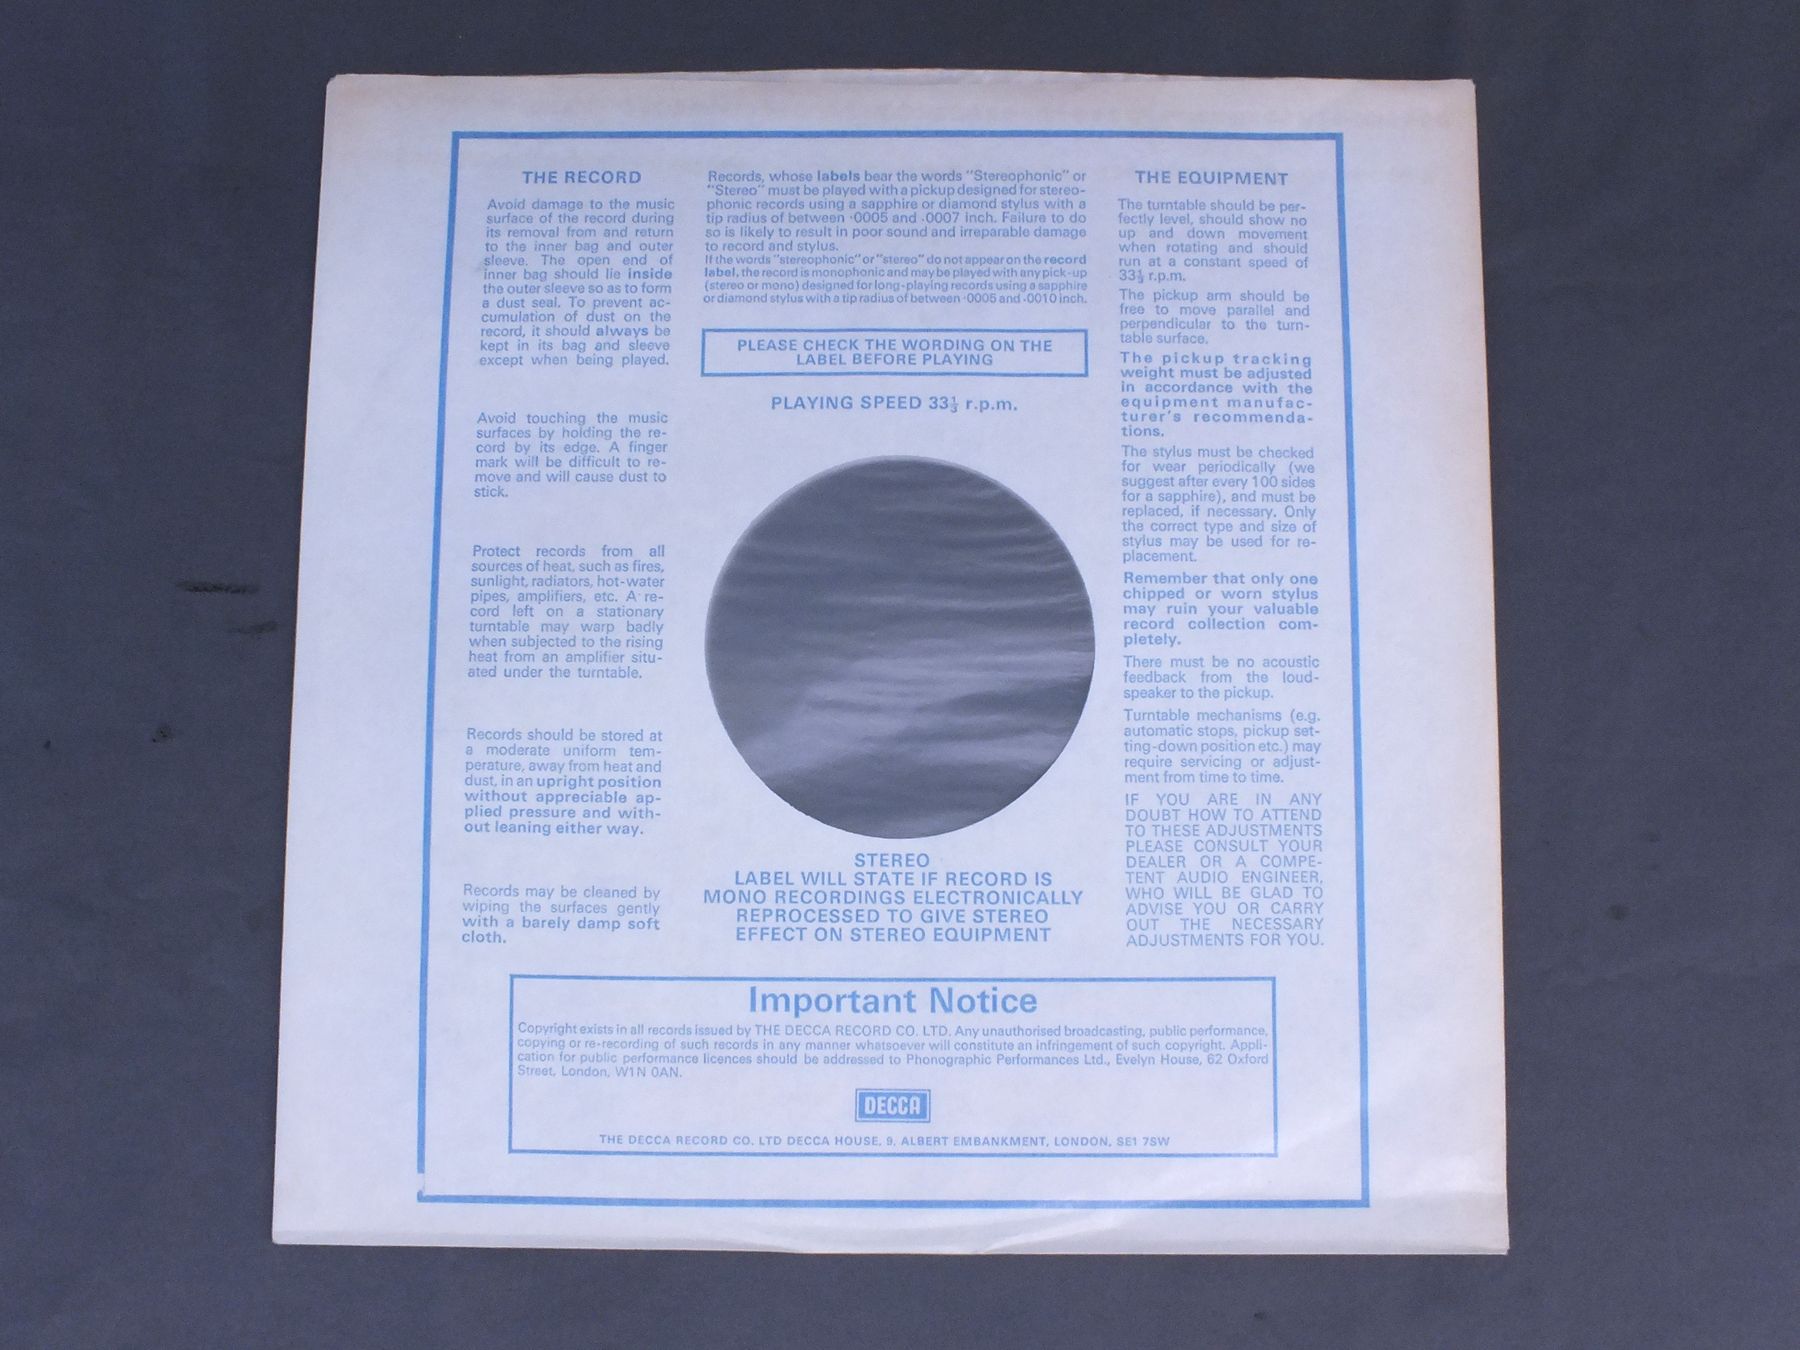 THE RECORD
Avoid damage to the music
surface of the record during
its removal from and return
to the inner bag and outer
sleeve. The open end of
inner bag should lie inside
the outer sleeve so as to form
a dust seal. To prevent ac-
cumulation of dust on the
record, it should always be
kept in its bag and sleeve
except when being played.
Avoid touching the music
surfaces by holding the re-
cord by its edge. A finger
mark will be difficult to re-
move and will cause dust to
stick.
Protect records from all
sources of heat, such as fires,
sunlight, radiators, hot-water
pipes, amplifiers, etc. A re-
cord left on a stationary
turntable may warp badly
when subjected to the rising
heat from an amplifier situ-
ated under the turntable.
Records should be stored at
a moderate uniform tem-
perature, away from heat and
dust, in an upright position
without appreciable ap-
plied pressure and with-
out leaning either way.
Records may be cleaned by
wiping the surfaces gently
with a barely damp soft
cloth.
Records, whose labels bear the words "Stereophonic" or
"Stereo" must be played with a pickup designed for stereo-
phonic records using a sapphire or diamond stylus with a
tip radius of between ·0005 and ·0007 inch. Failure to do
so is likely to result in poor sound and irreparable damage
to record and stylus.
If the words "stereophonic" or "stereo" do not appear on the record
label, the record is monophonic and may be played with any pick-up
(stereo or mono) designed for long-playing records using a sapphire
or diamond stylus with a tip radius of between ·0005 and ·0010 inch.
PLEASE CHECK THE WORDING ON THE
LABEL BEFORE PLAYING
PLAYING SPEED 33⅓ r.p.m.
STEREO
LABEL WILL STATE IF RECORD IS
MONO RECORDINGS ELECTRONICALLY
REPROCESSED TO GIVE STEREO
EFFECT ON STEREO EQUIPMENT
THE EQUIPMENT
The turntable should be per-
fectly level, should show no
up and down movement
when rotating and should
run at a constant speed of
33⅓ r.p.m.
The pickup arm should be
free to move parallel and
perpendicular to the turn-
table surface.
The pickup tracking
weight must be adjusted
in accordance with the
equipment manufac-
turer's recommenda-
tions.
The stylus must be checked
for wear periodically (we
suggest after every 100 sides
for a sapphire), and must be
replaced, if necessary. Only
the correct type and size of
stylus may be used for re-
placement.
Remember that only one
chipped or worn stylus
may ruin your valuable
record collection com-
pletely.
There must be no acoustic
feedback from the loud-
speaker to the pickup.
Turntable mechanisms (e.g.
automatic stops, pickup set-
ting-down position etc.) may
require servicing or adjust-
ment from time to time.
IF YOU ARE IN ANY
DOUBT HOW TO ATTEND
TO THESE ADJUSTMENTS
PLEASE CONSULT YOUR
DEALER OR A COMPE-
TENT AUDIO ENGINEER,
WHO WILL BE GLAD TO
ADVISE YOU OR CARRY
OUT THE NECESSARY
ADJUSTMENTS FOR YOU.
Important Notice
Copyright exists in all records issued by THE DECCA RECORD CO. LTD. Any unauthorised broadcasting, public performance,
copying or re-recording of such records in any manner whatsoever will constitute an infringement of such copyright. Appli-
cation for public performance licences should be addressed to Phonographic Performances Ltd., Evelyn House, 62 Oxford
Street, London, W1N 0AN.
DECCA
THE DECCA RECORD CO. LTD DECCA HOUSE, 9, ALBERT EMBANKMENT, LONDON, SE1 7SW